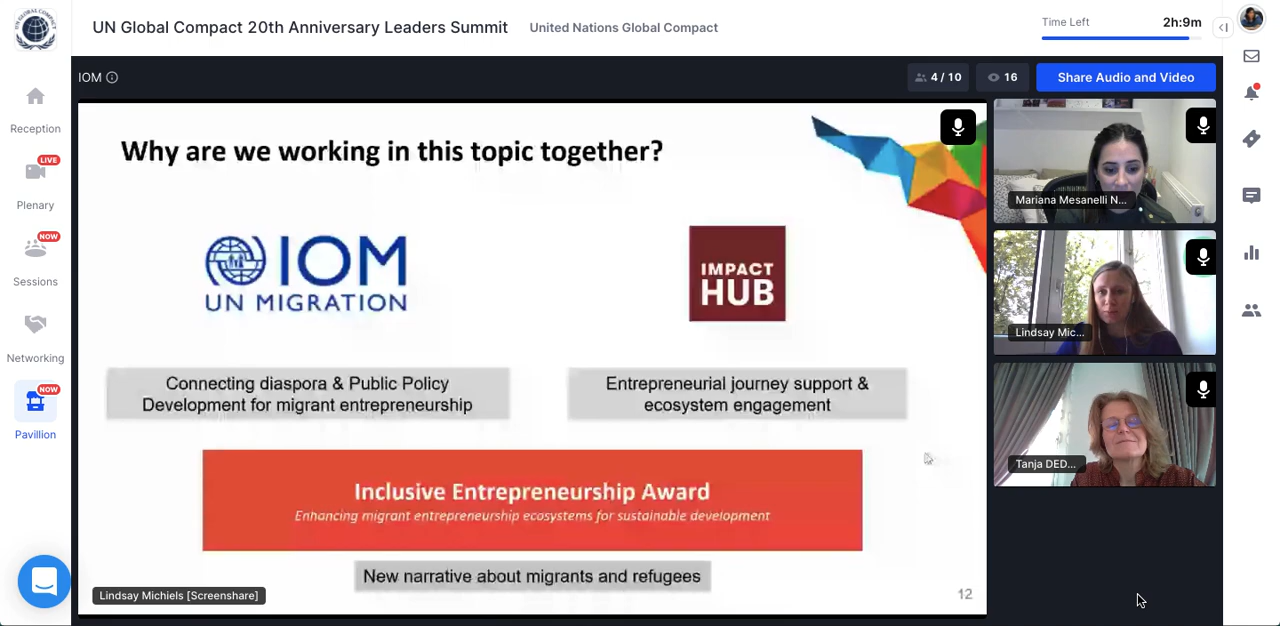 UN GLOBAL COMPACT
UN Global Compact 20th Anniversary Leaders Summit
United Nations Global Compact
Time Left
2h:9m
IOM
4 / 10
16
Share Audio and Video
Reception
LIVE
Plenary
NOW
Sessions
Networking
NOW
Pavillion
Why are we working in this topic together?
IOM
UN MIGRATION
IMPACT
HUB
Connecting diaspora & Public Policy
Development for migrant entrepreneurship
Entrepreneurial journey support &
ecosystem engagement
Inclusive Entrepreneurship Award
Enhancing migrant entrepreneurship ecosystems for sustainable development
New narrative about migrants and refugees
Lindsay Michiels [Screenshare]
12
Mariana Mesanelli N...
Lindsay Mic...
Tanja DED...